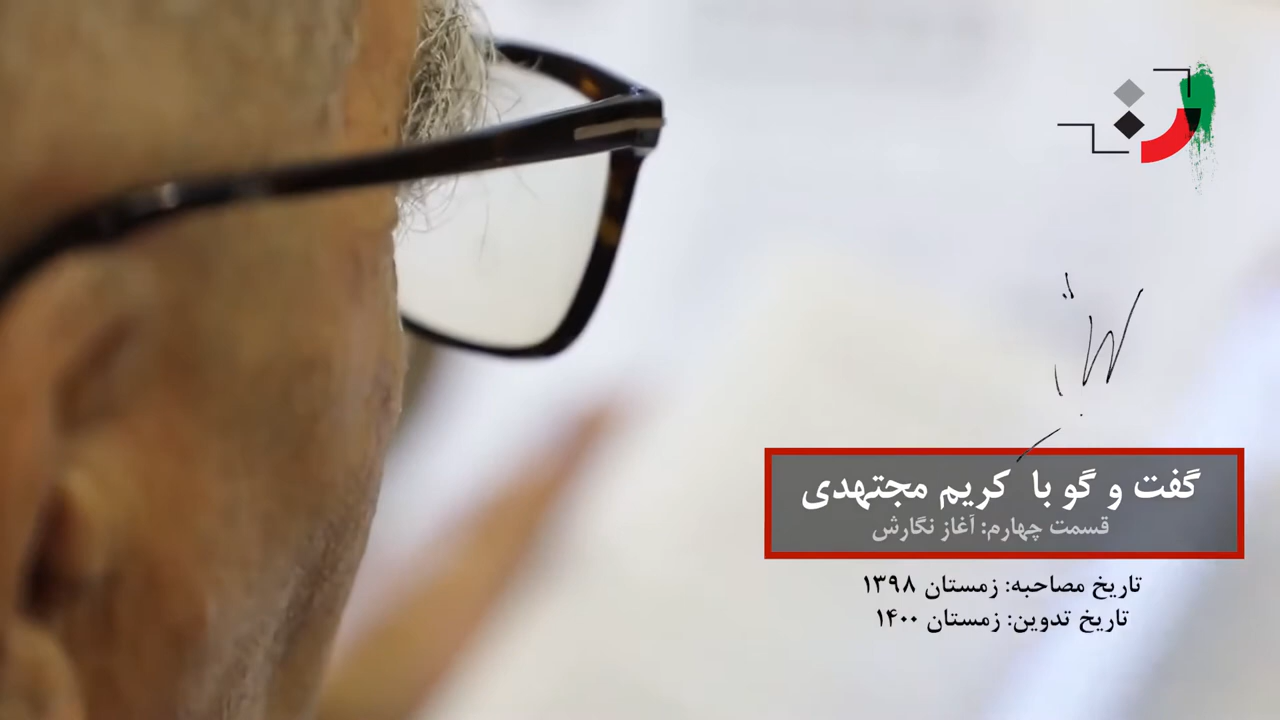 گفت و گو با کریم مجتهدی
قسمت چهارم: آغاز نگارش
تاریخ مصاحبه: زمستان ۱۳۹۸
تاریخ تدوین: زمستان ۱۴۰۰